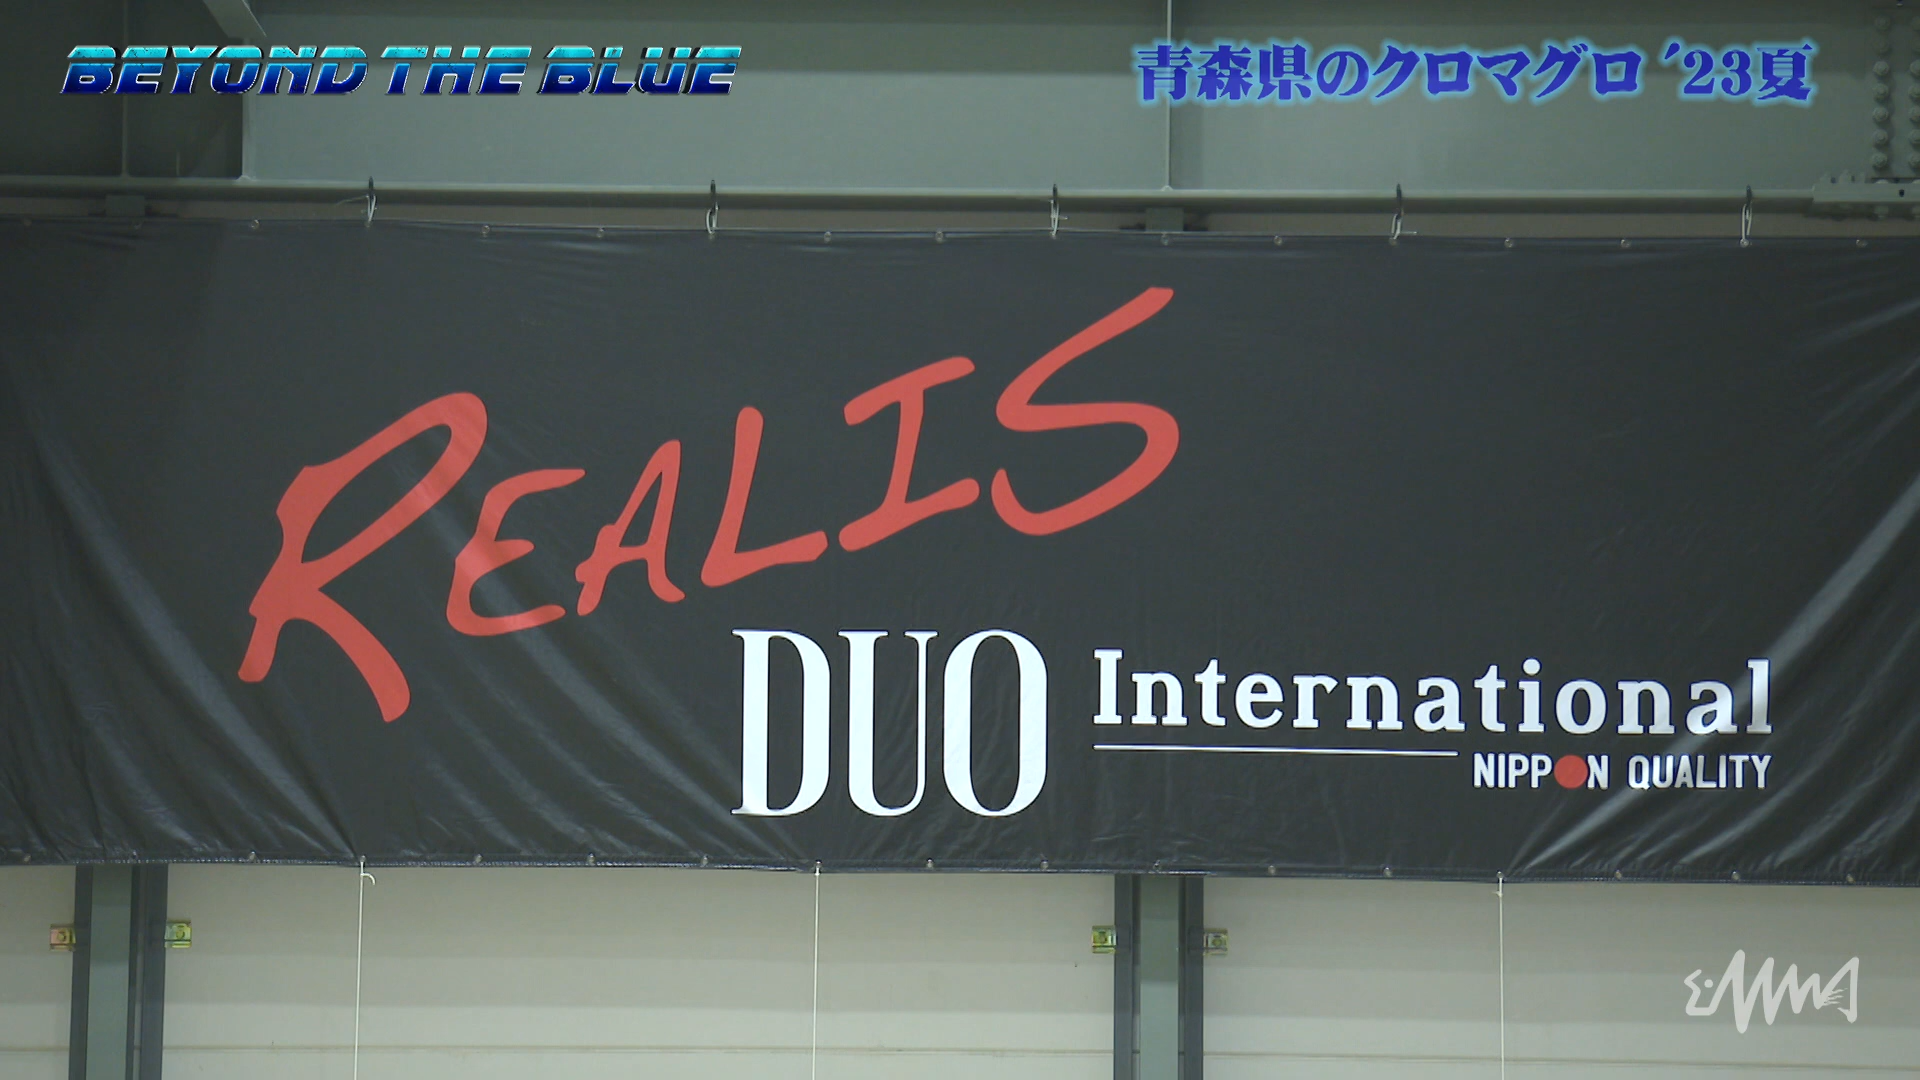 BEYOND THE BLUE
青森県のクロマグロ '23夏
REALIS
DUO International
NIPPON QUALITY